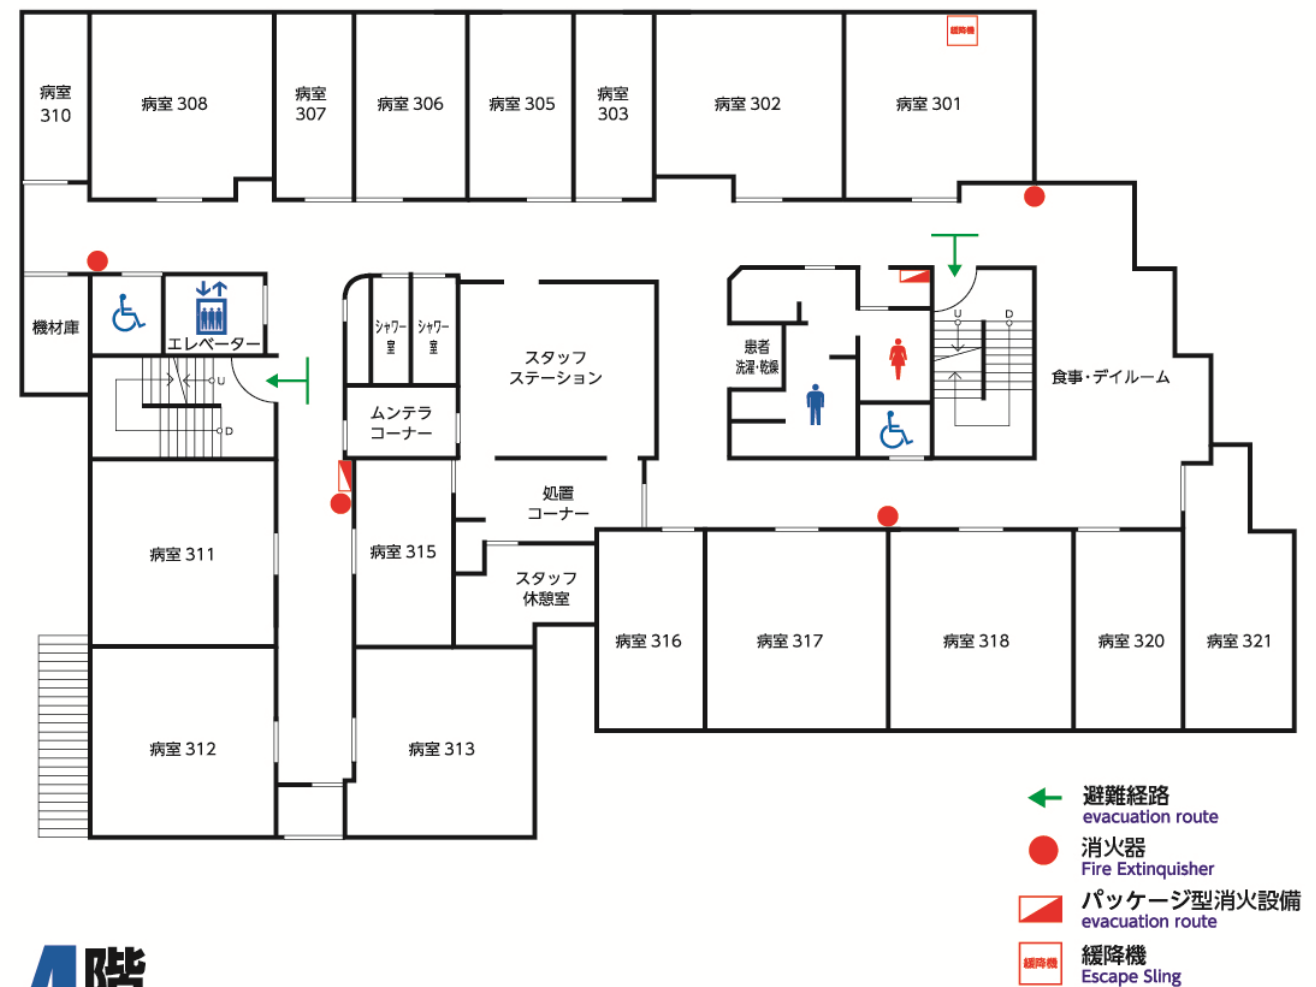 緩降機
病室
310
病室 308
病室
307
病室 306
病室 305
病室
303
病室 302
病室 301
機材庫
エレベーター
シャワー
室
シャワー
室
スタッフ
ステーション
患者
洗濯・乾燥
U
D
食事・デイルーム
U
D
ムンテラ
コーナー
処置
コーナー
病室 311
病室 315
スタッフ
休憩室
病室 316
病室 317
病室 318
病室 320
病室 321
病室 312
病室 313
避難経路
evacuation route
消火器
Fire Extinquisher
パッケージ型消火設備
evacuation route
緩降機
緩降機
Escape Sling
4階